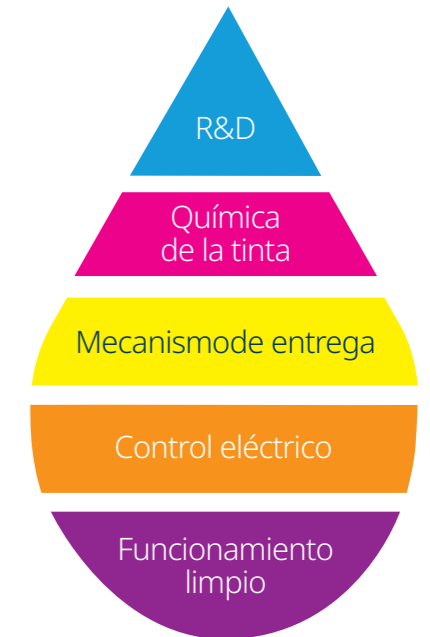 R&D
Química
de la tinta
Mecanismode entrega
Control eléctrico
Funcionamiento
limpio